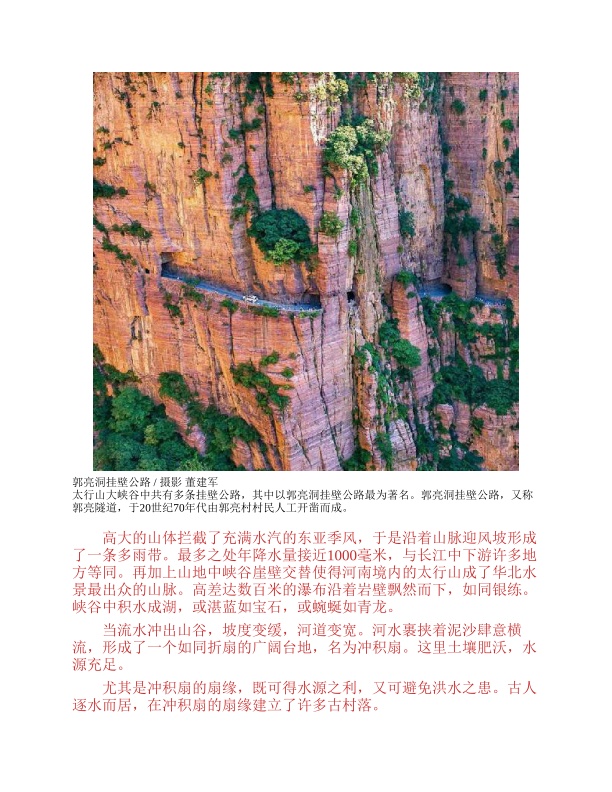 郭亮洞挂壁公路 / 摄影 董建军
太行山大峡谷中共有多条挂壁公路，其中以郭亮洞挂壁公路最为著名。郭亮洞挂壁公路，又称
郭亮隧道，于20世纪70年代由郭亮村村民人工开凿而成。
高大的山体拦截了充满水汽的东亚季风，于是沿着山脉迎风坡形成
了一条多雨带。最多之处年降水量接近1000毫米，与长江中下游许多地
方等同。再加上山地中峡谷崖壁交替使得河南境内的太行山成了华北水
景最出众的山脉。高差达数百米的瀑布沿着岩壁飘然而下，如同银练。
峡谷中积水成湖，或湛蓝如宝石，或蜿蜒如青龙。
当流水冲出山谷，坡度变缓，河道变宽。河水裹挟着泥沙肆意横
流，形成了一个如同折扇的广阔台地，名为冲积扇。这里土壤肥沃，水
源充足。
尤其是冲积扇的扇缘，既可得水源之利，又可避免洪水之患。古人
逐水而居，在冲积扇的扇缘建立了许多古村落。